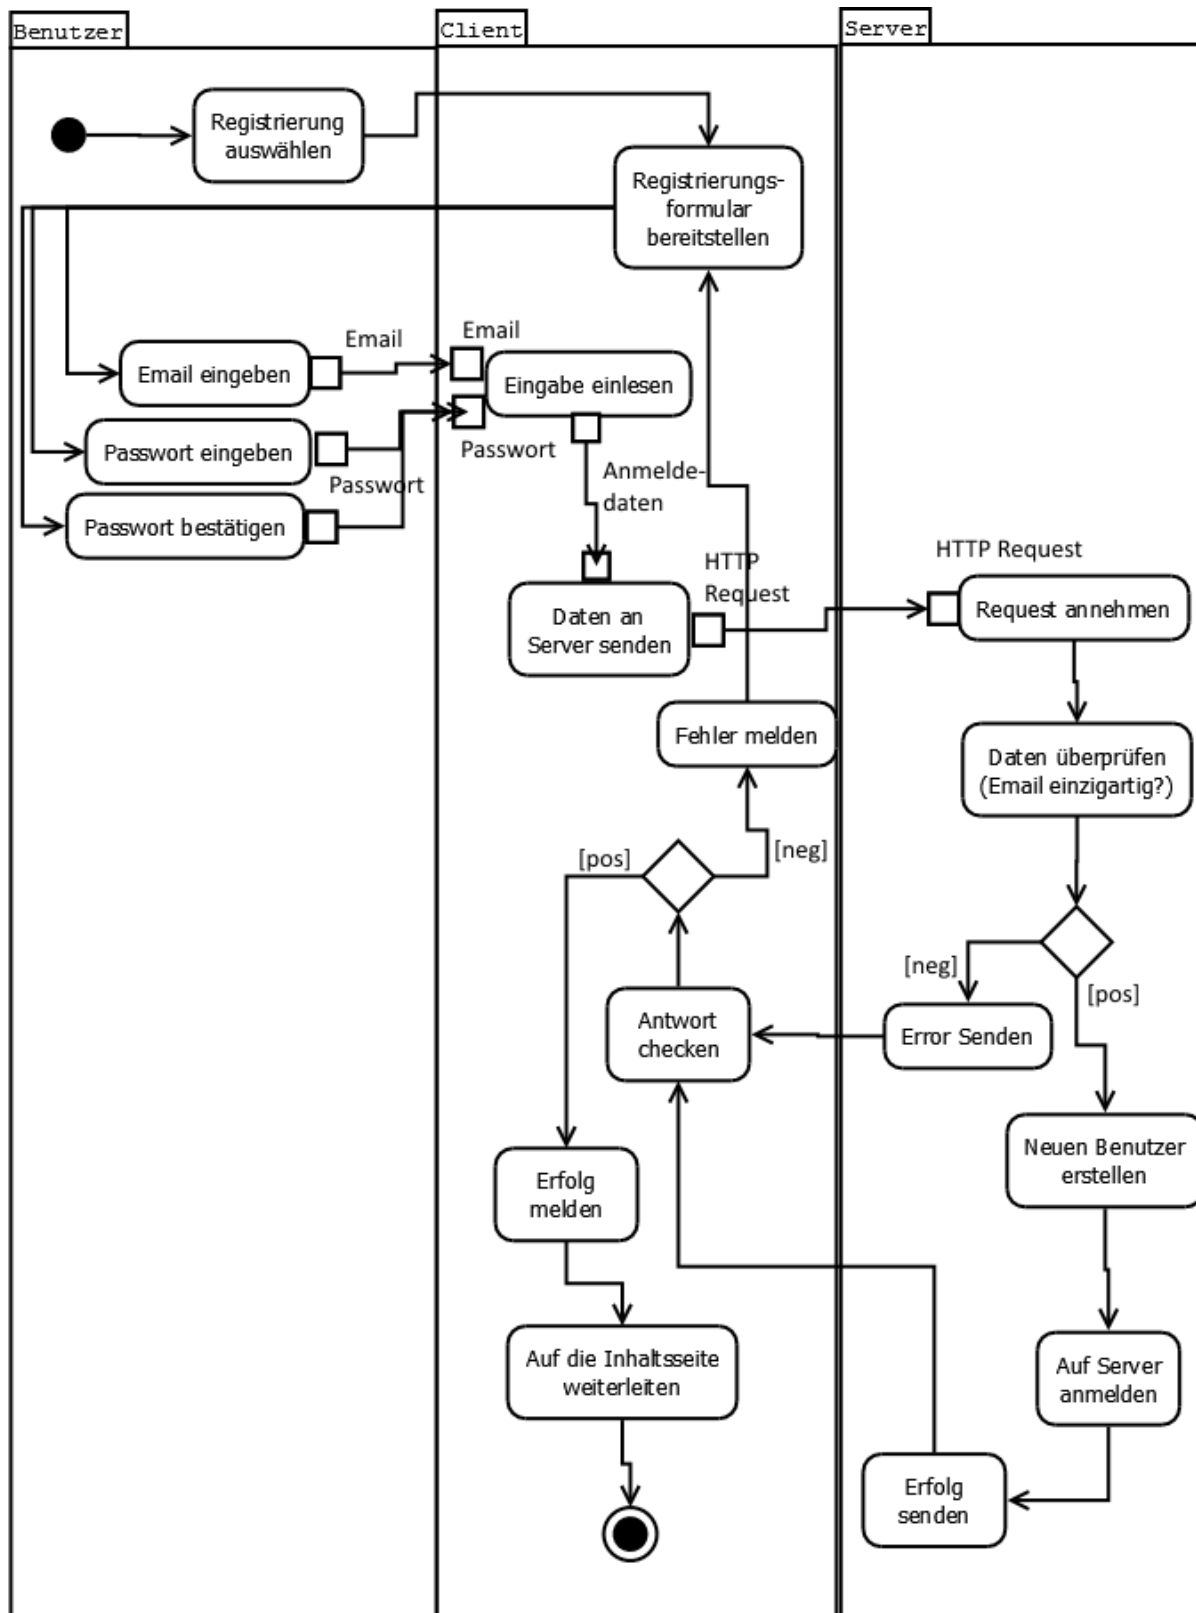 Benutzer
Client
Server
Registrierung
auswählen
Registrierungs-
formular
bereitstellen
Email
Email
Email eingeben
Eingabe einlesen
Passwort eingeben
Passwort
Passwort
Passwort bestätigen
Anmelde-
daten
HTTP
Request
HTTP Request
Daten an
Server senden
Request annehmen
Fehler melden
Daten überprüfen
(Email einzigartig?)
[pos]
[neg]
[neg]
[pos]
Antwort
checken
Error Senden
Neuen Benutzer
erstellen
Erfolg
melden
Auf die Inhaltsseite
weiterleiten
Auf Server
anmelden
Erfolg
senden